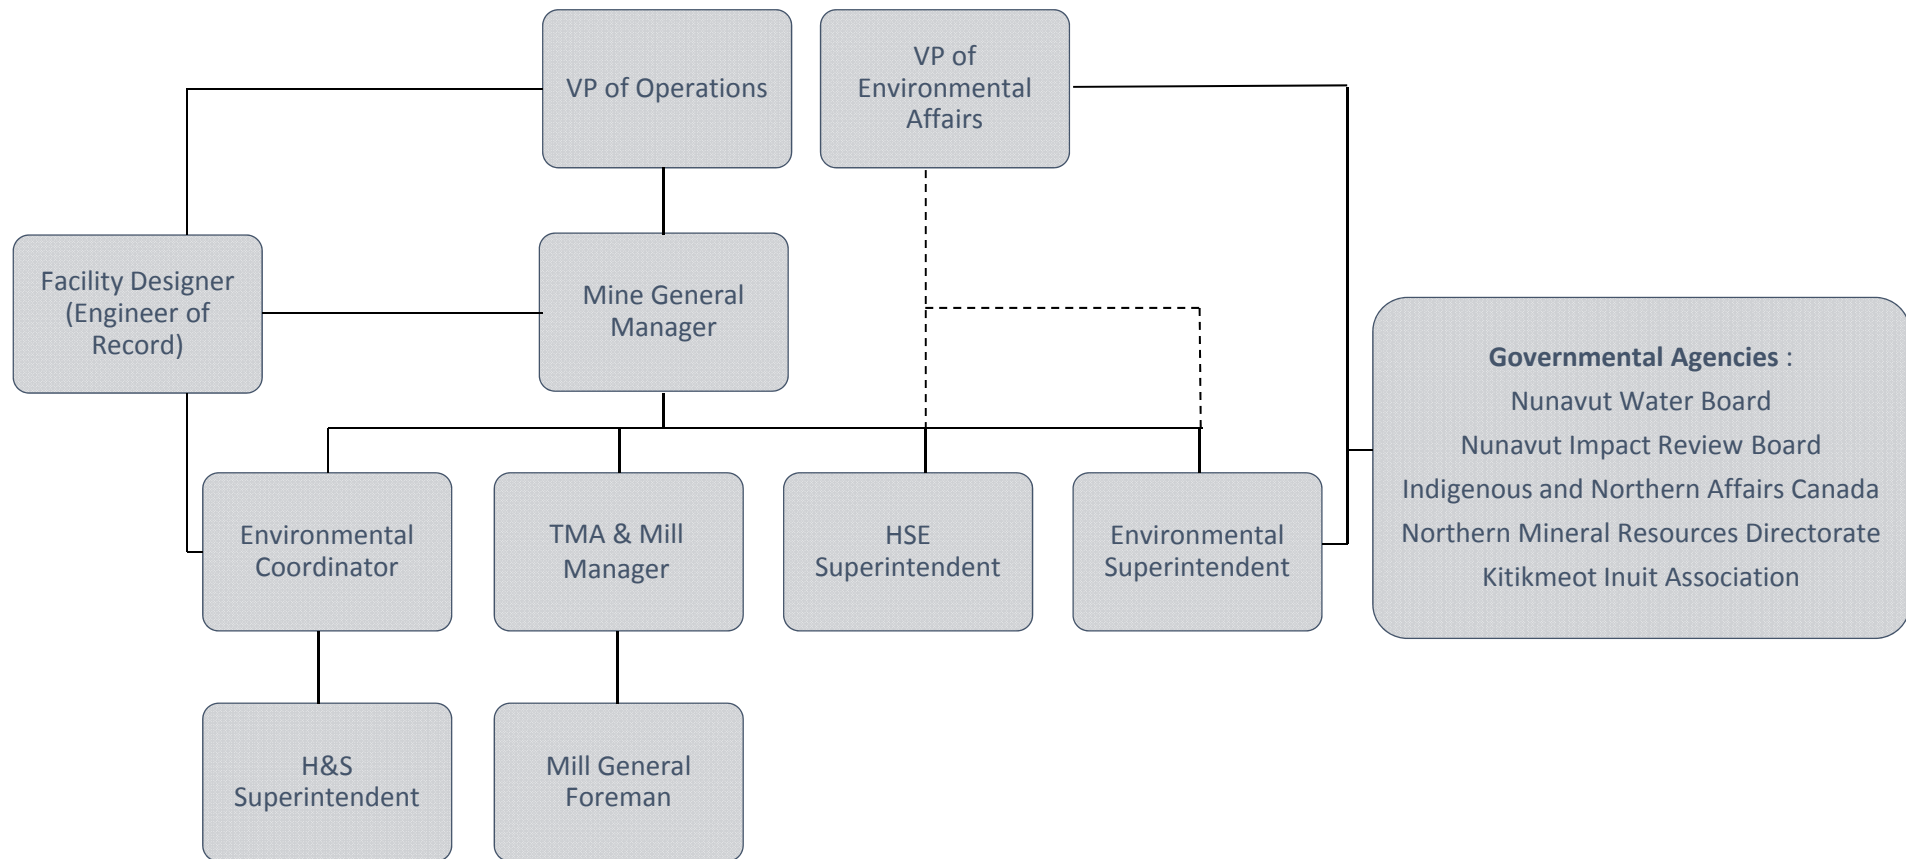 VP of Operations
VP of
Environmental
Affairs
Facility Designer
(Engineer of
Record)
Mine General
Manager
Governmental Agencies :
Nunavut Water Board
Nunavut Impact Review Board
Indigenous and Northern Affairs Canada
Northern Mineral Resources Directorate
Kitikmeot Inuit Association
Environmental
Coordinator
TMA & Mill
Manager
HSE
Superintendent
Environmental
Superintendent
H&S
Superintendent
Mill General
Foreman